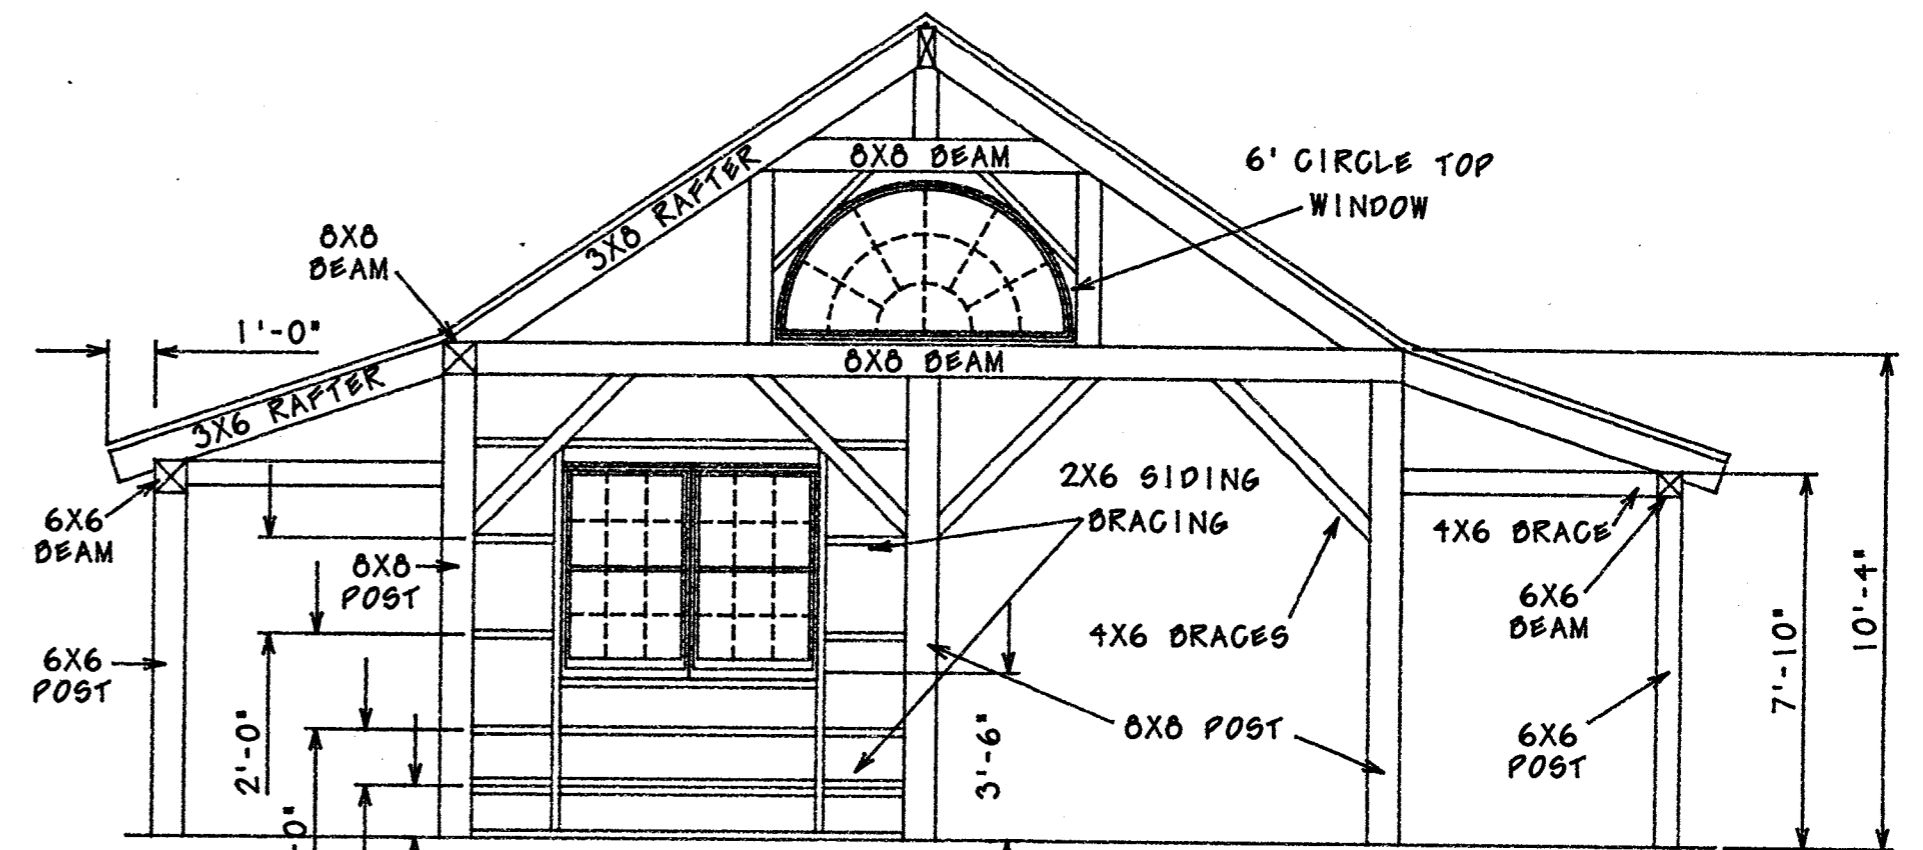 8X8 BEAM
6' CIRCLE TOP
WINDOW
3X8 RAFTER
8X8
BEAM
1'-0"
8X8 BEAM
3X6 RAFTER
2X6 SIDING
BRACING
6X6
BEAM
4X6 BRACE
8X8
POST
6X6
BEAM
4X6 BRACES
10'-4"
7'-10"
6X6
POST
8X8 POST
6X6
POST
2'-0"
3'-6"